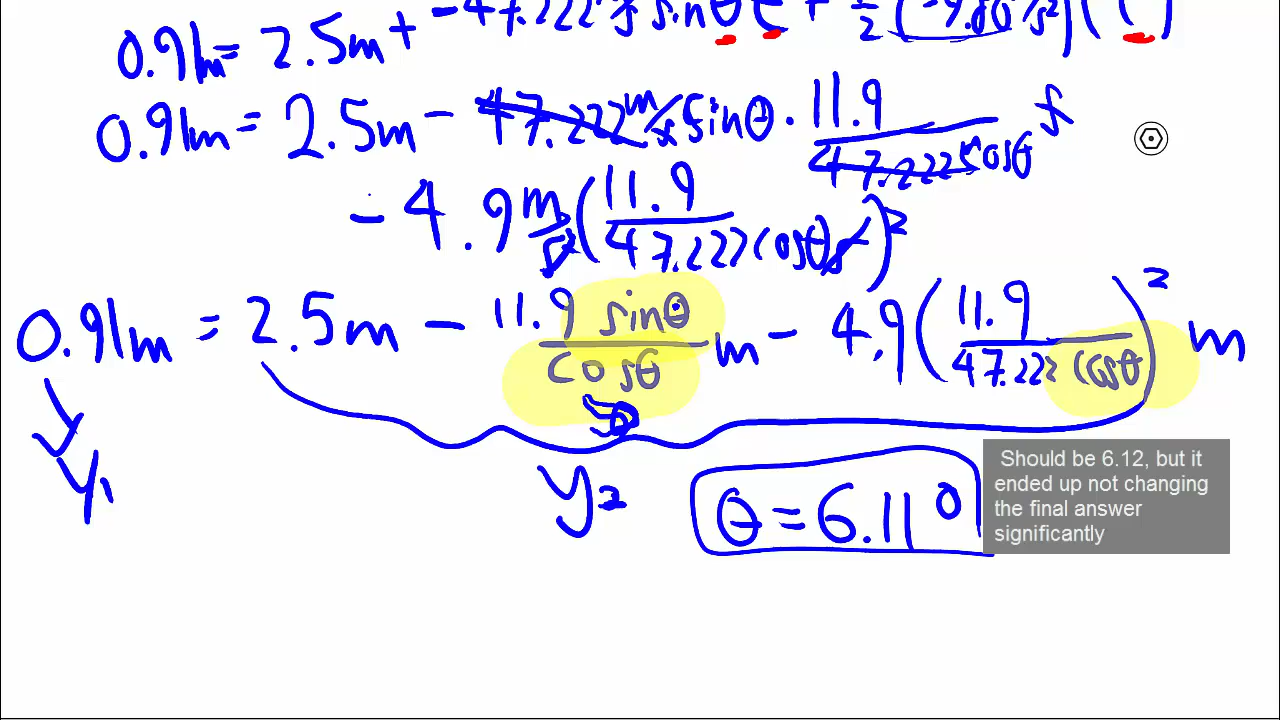 0.91m = 2.5m + -47.222 m/s sinθ t + 1/2 (-9.80 m/s²)(t)
0.91m = 2.5m - 47.222 m/s sinθ · 11.9 / 47.222 cosθ s
- 4.9 m/s² (11.9 / 47.222 cosθ s)²
0.91m = 2.5m - 11.9 sinθ / cosθ m - 4.9 (11.9 / 47.222 cosθ)² m
y₁
y₂
θ = 6.11°
Should be 6.12, but it
ended up not changing
the final answer
significantly